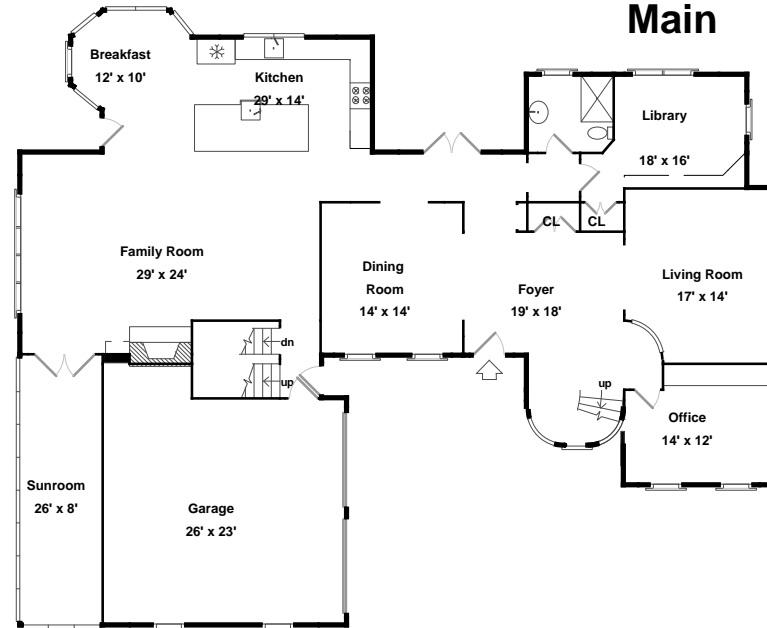 Main
Breakfast
12' x 10'
Kitchen
29' x 14'
Library
18' x 16'
CL
CL
Family Room
29' x 24'
Dining
Room
14' x 14'
Foyer
19' x 18'
Living Room
17' x 14'
dn
up
up
Office
14' x 12'
Sunroom
26' x 8'
Garage
26' x 23'